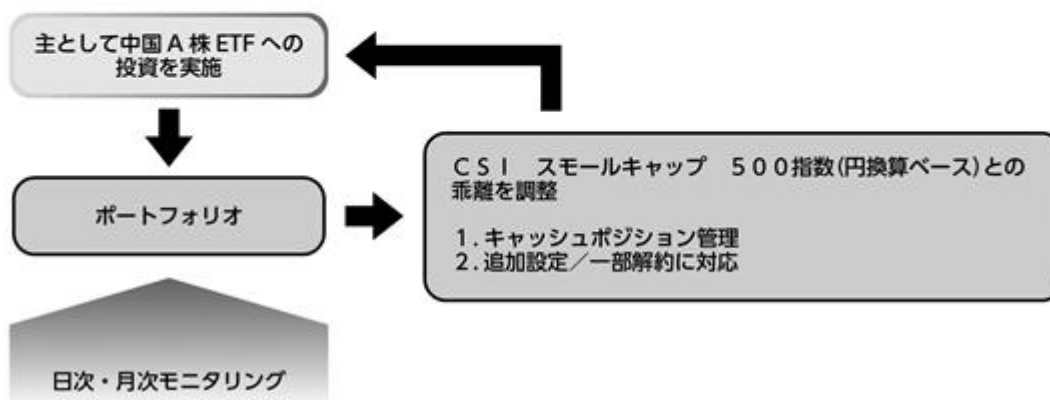 主として中国A株ETFへの
投資を実施
ポートフォリオ
CSI　スモールキャップ　500指数(円換算ベース)との
乖離を調整
1.キャッシュポジション管理
2.追加設定／一部解約に対応
日次・月次モニタリング